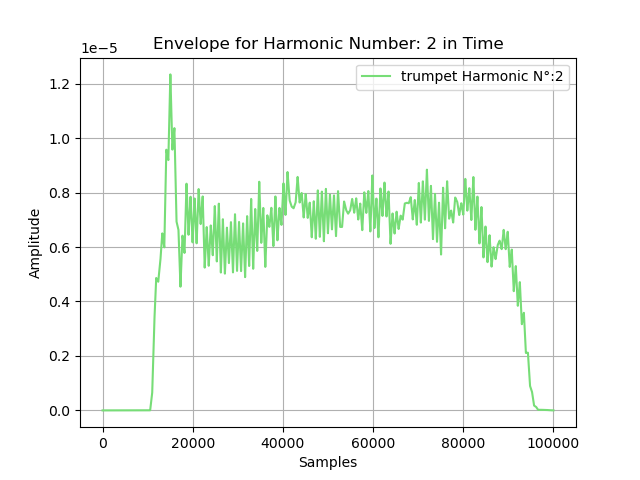 Envelope for Harmonic Number: 2 in Time
1e−5
trumpet Harmonic N°:2
1.2
1.0
0.8
0.6
0.4
0.2
0.0
Amplitude
0 20000 40000 60000 80000 100000
Samples